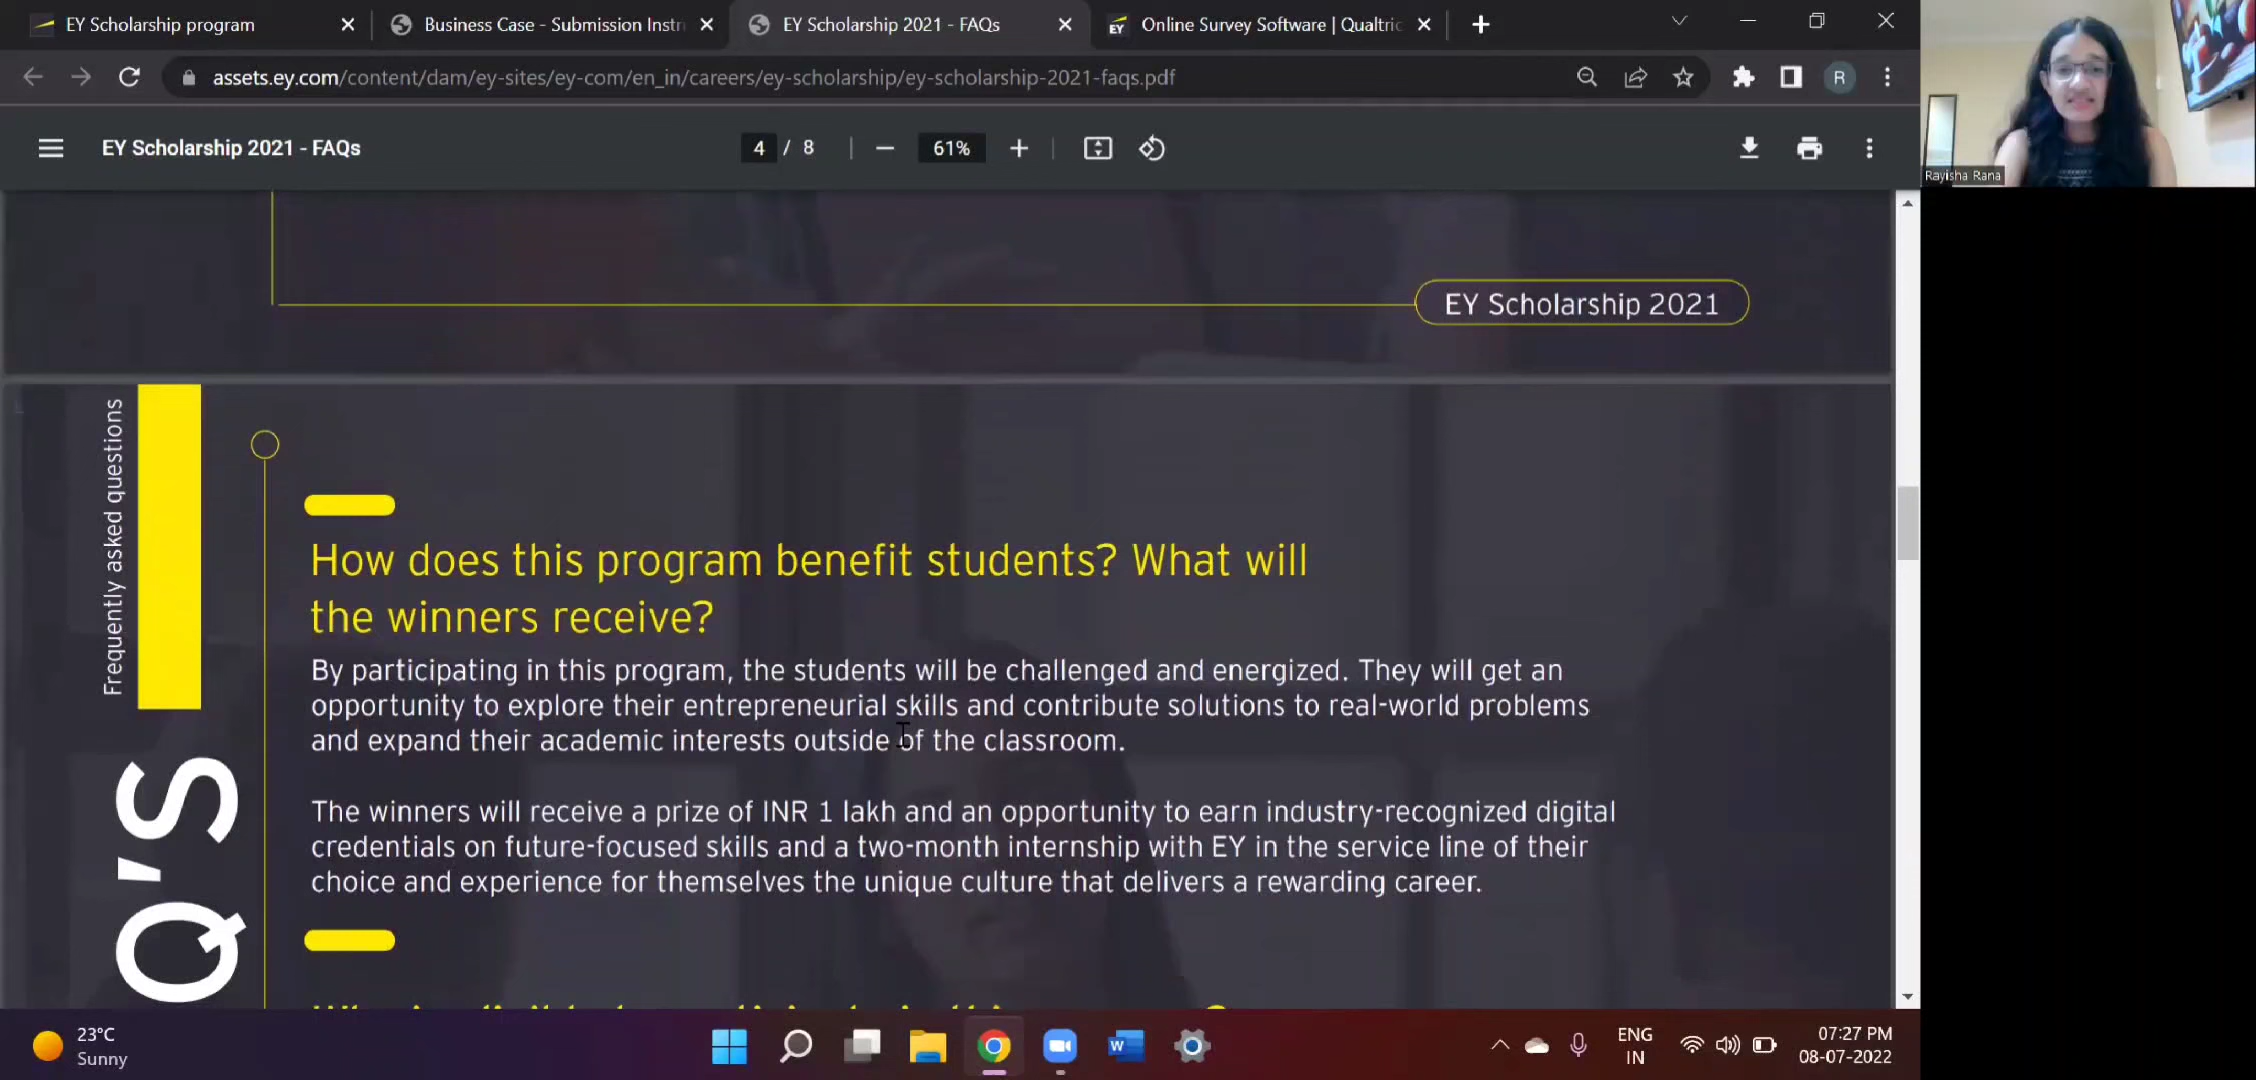 EY Scholarship program
Business Case - Submission Instr
EY Scholarship 2021 - FAQs
EY
Online Survey Software | Qualtric
assets.ey.com/content/dam/ey-sites/ey-com/en_in/careers/ey-scholarship/ey-scholarship-2021-faqs.pdf
R
Rayisha Rana
EY Scholarship 2021 - FAQs
4 / 8
61%
EY Scholarship 2021
Frequently asked questions
Q's
How does this program benefit students? What will
the winners receive?
By participating in this program, the students will be challenged and energized. They will get an
opportunity to explore their entrepreneurial skills and contribute solutions to real-world problems
and expand their academic interests outside of the classroom.
The winners will receive a prize of INR 1 lakh and an opportunity to earn industry-recognized digital
credentials on future-focused skills and a two-month internship with EY in the service line of their
choice and experience for themselves the unique culture that delivers a rewarding career.
23°C
Sunny
W
ENG
IN
07:27 PM
08-07-2022